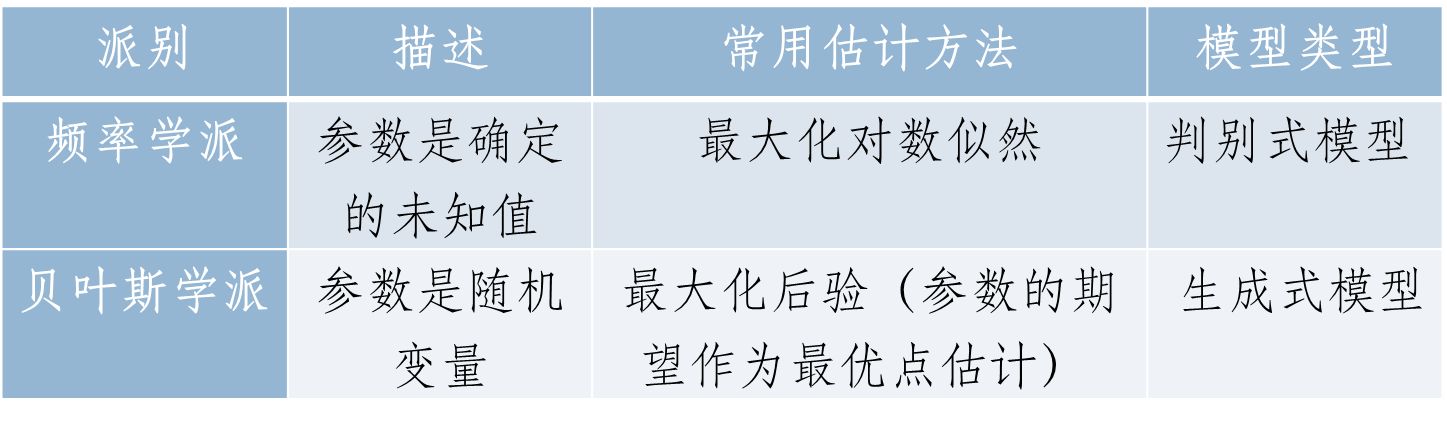 派别 描述 常用估计方法 模型类型
频率学派 参数是确定 最大化对数似然 判别式模型
的未知值
贝叶斯学派 参数是随机 最大化后验（参数的期 生成式模型
变量 望作为最优点估计）